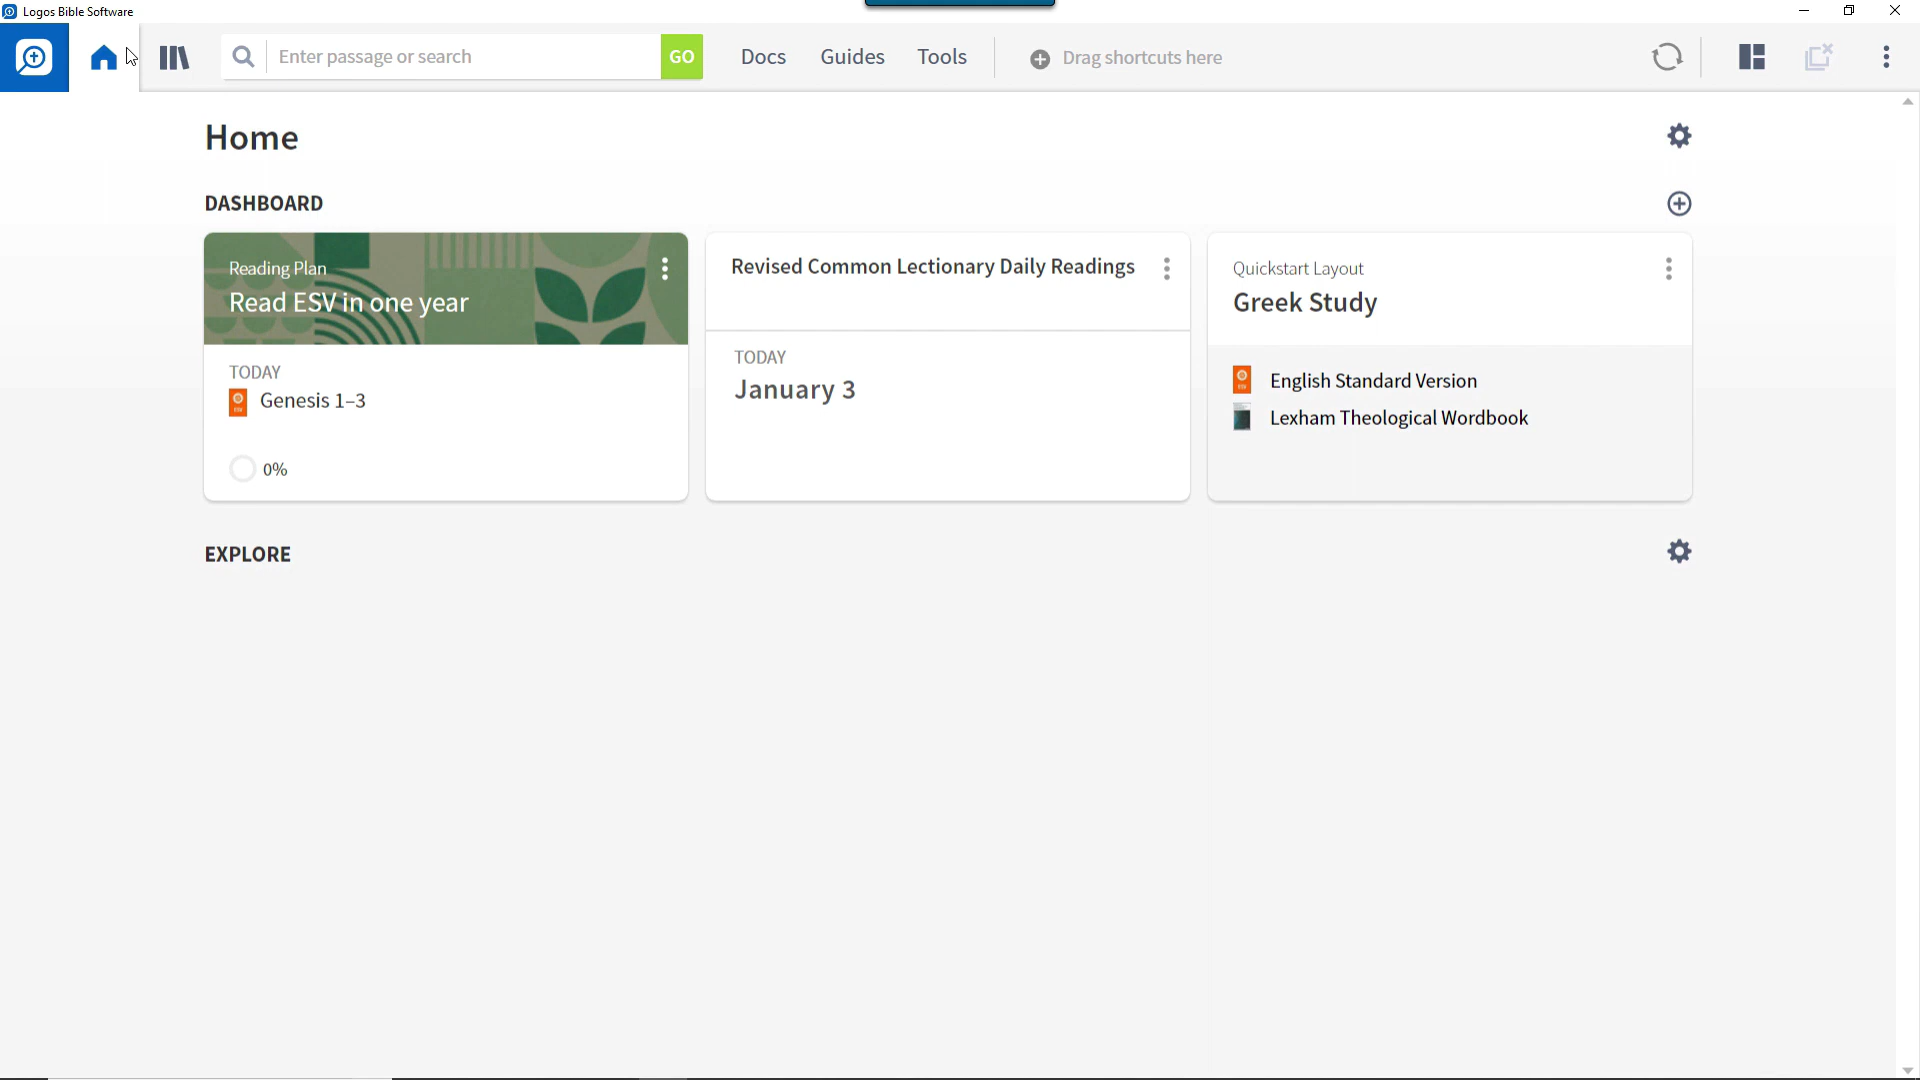 Logos Bible Software
Enter passage or search
GO
Docs
Guides
Tools
Drag shortcuts here
Home
DASHBOARD
Reading Plan
Read ESV in one year
TODAY
Genesis 1–3
0%
Revised Common Lectionary Daily Readings
TODAY
January 3
Quickstart Layout
Greek Study
English Standard Version
Lexham Theological Wordbook
EXPLORE